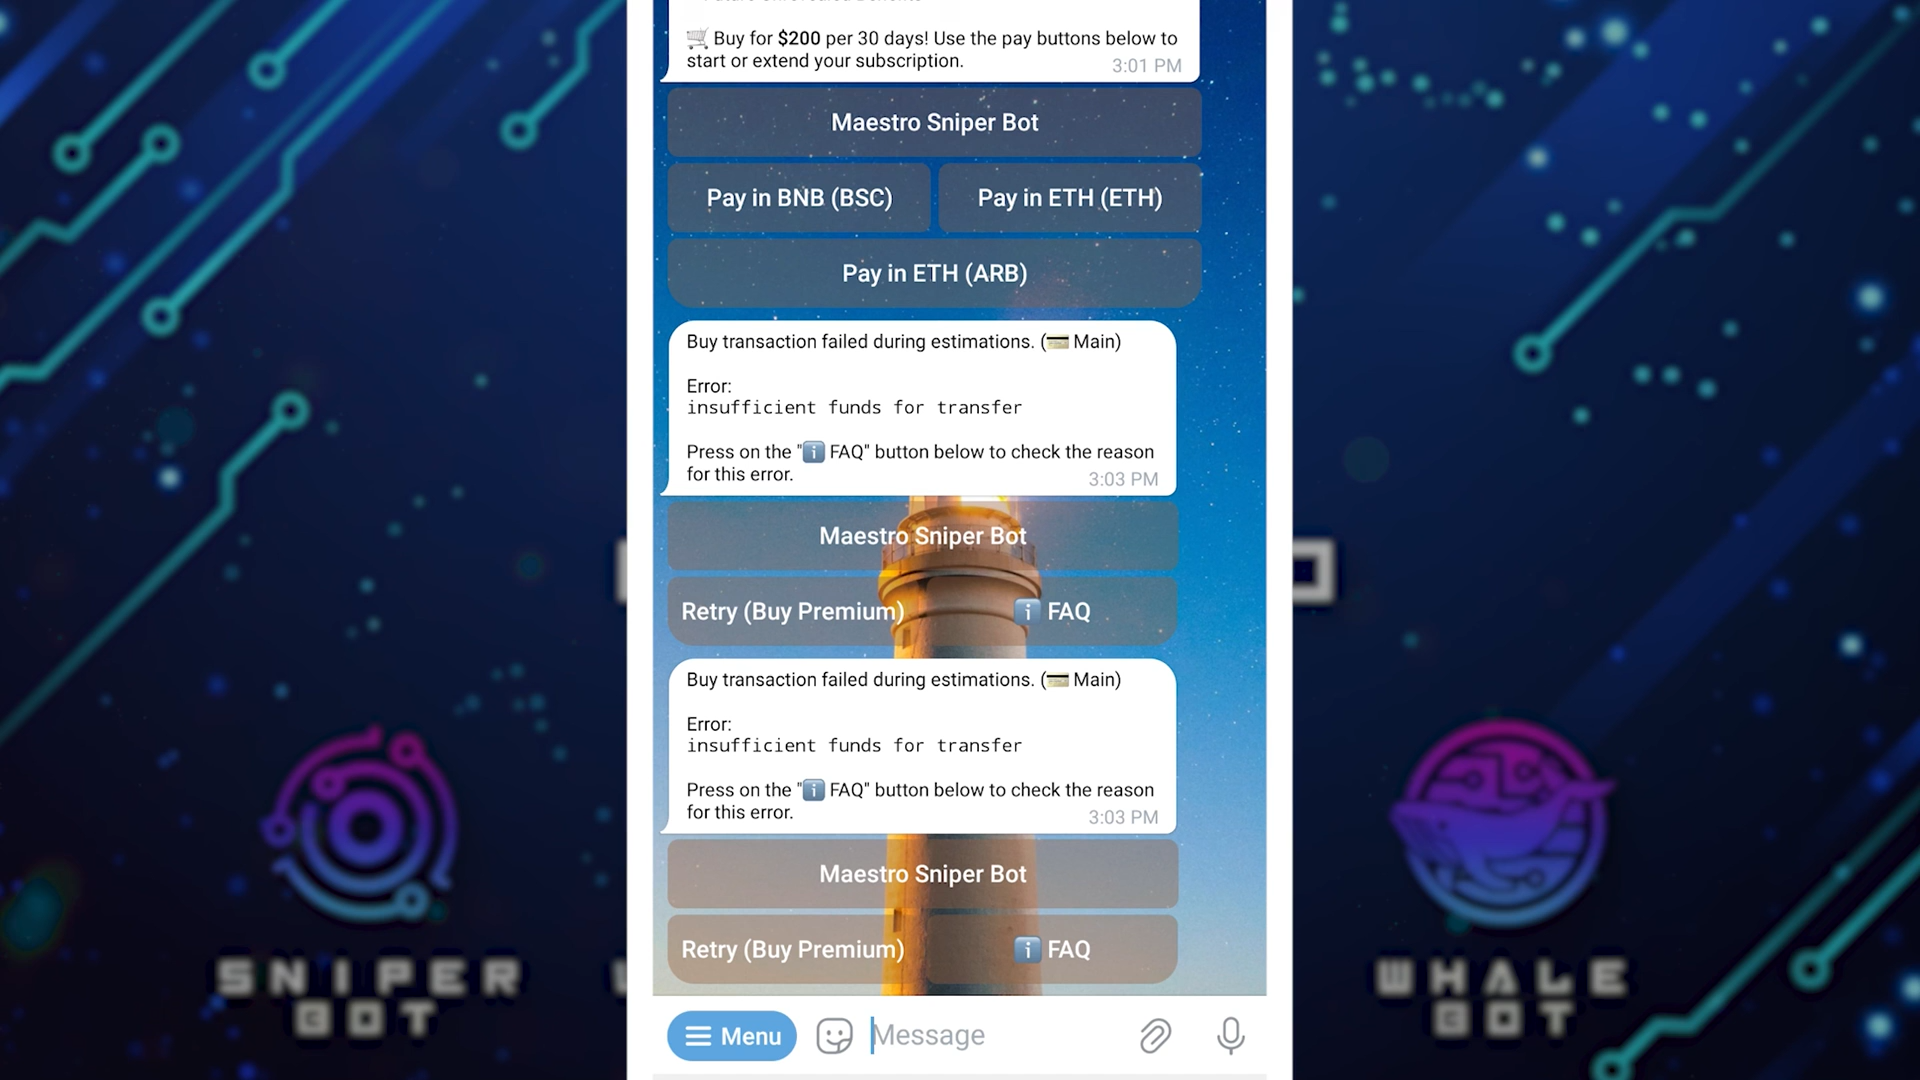 🛒 Buy for $200 per 30 days! Use the pay buttons below to
start or extend your subscription.
3:01 PM
Maestro Sniper Bot
Pay in BNB (BSC)
Pay in ETH (ETH)
Pay in ETH (ARB)
Buy transaction failed during estimations. (💳 Main)
Error:
insufficient funds for transfer
Press on the "ℹ️ FAQ" button below to check the reason
for this error.
3:03 PM
Maestro Sniper Bot
Retry (Buy Premium)
ℹ️ FAQ
Buy transaction failed during estimations. (💳 Main)
Error:
insufficient funds for transfer
Press on the "ℹ️ FAQ" button below to check the reason
for this error.
3:03 PM
Maestro Sniper Bot
Retry (Buy Premium)
ℹ️ FAQ
Menu
Message
SNIPER
BOT
WHALE
BOT